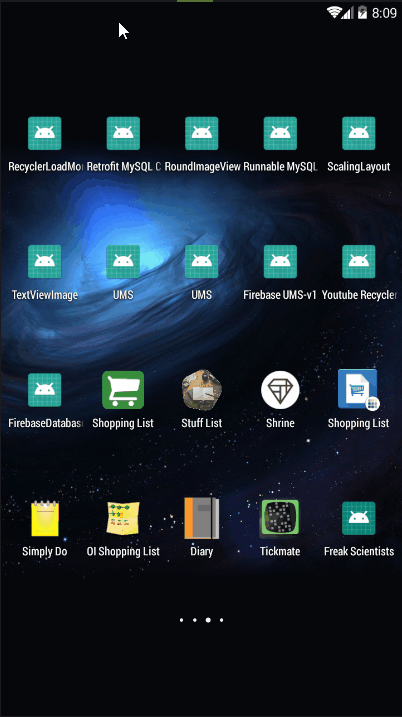 8:09
RecyclerLoadMo
Retrofit MySQL C
RoundImageView
Runnable MySQL
ScalingLayout
TextViewImage
UMS
UMS
Firebase UMS-v1
Youtube Recycler
FirebaseDatabas
Shopping List
Stuff List
Shrine
Shopping List
Simply Do
OI Shopping List
Diary
Tickmate
Freak Scientists